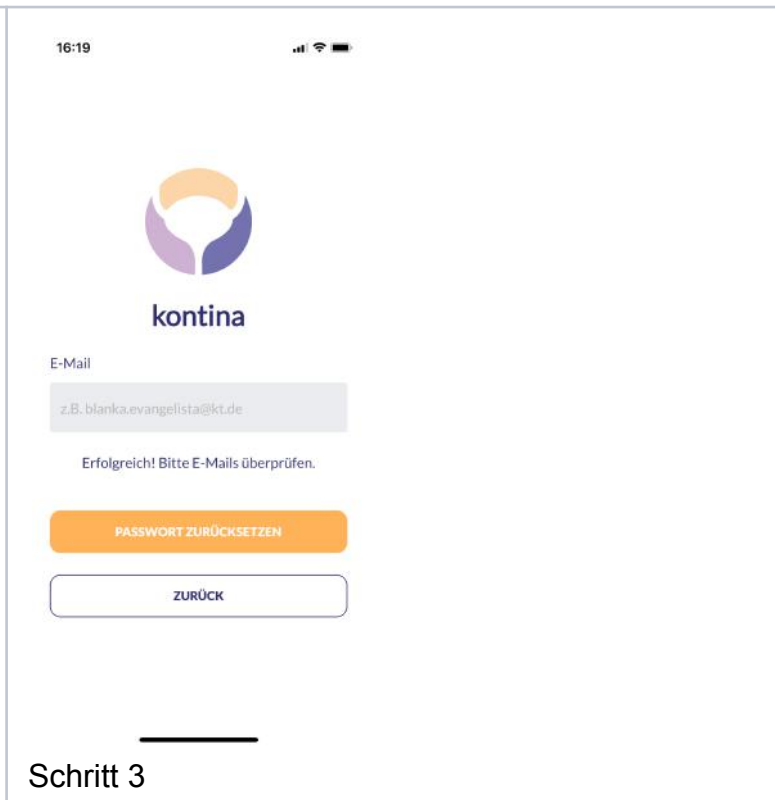 16:19
kontina
E-Mail
z.B. blanka.evangelista@kt.de
Erfolgreich! Bitte E-Mails überprüfen.
PASSWORT ZURÜCKSETZEN
ZURÜCK
Schritt 3